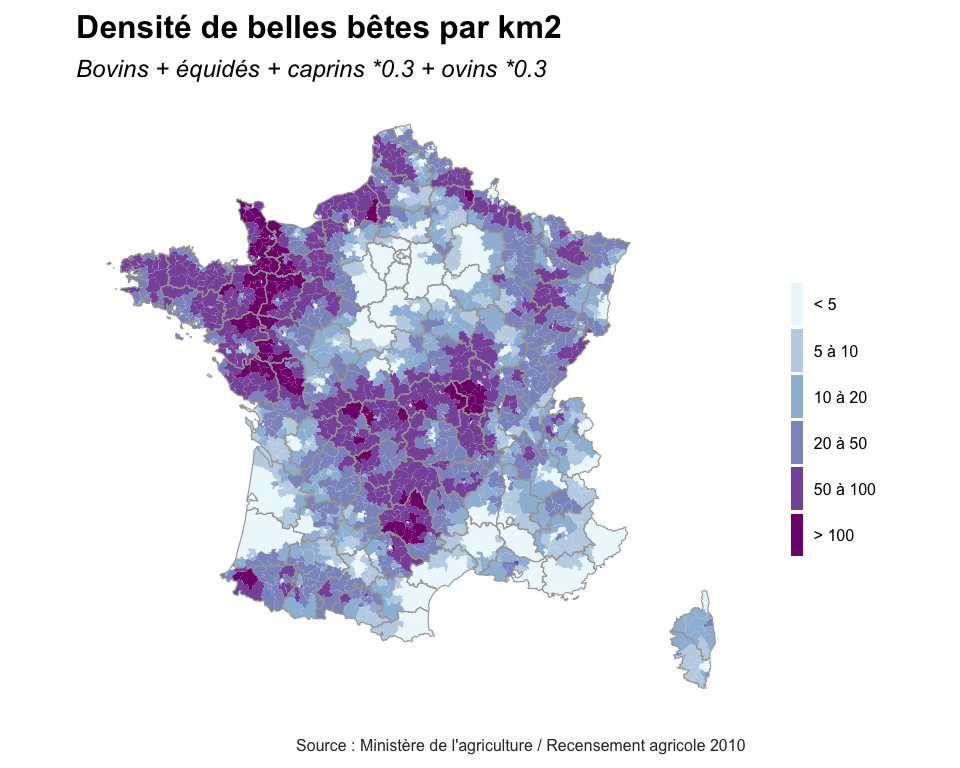 Densité de belles bêtes par km2
Bovins + équidés + caprins *0.3 + ovins *0.3
< 5
5 à 10
10 à 20
20 à 50
50 à 100
> 100
Source : Ministère de l'agriculture / Recensement agricole 2010